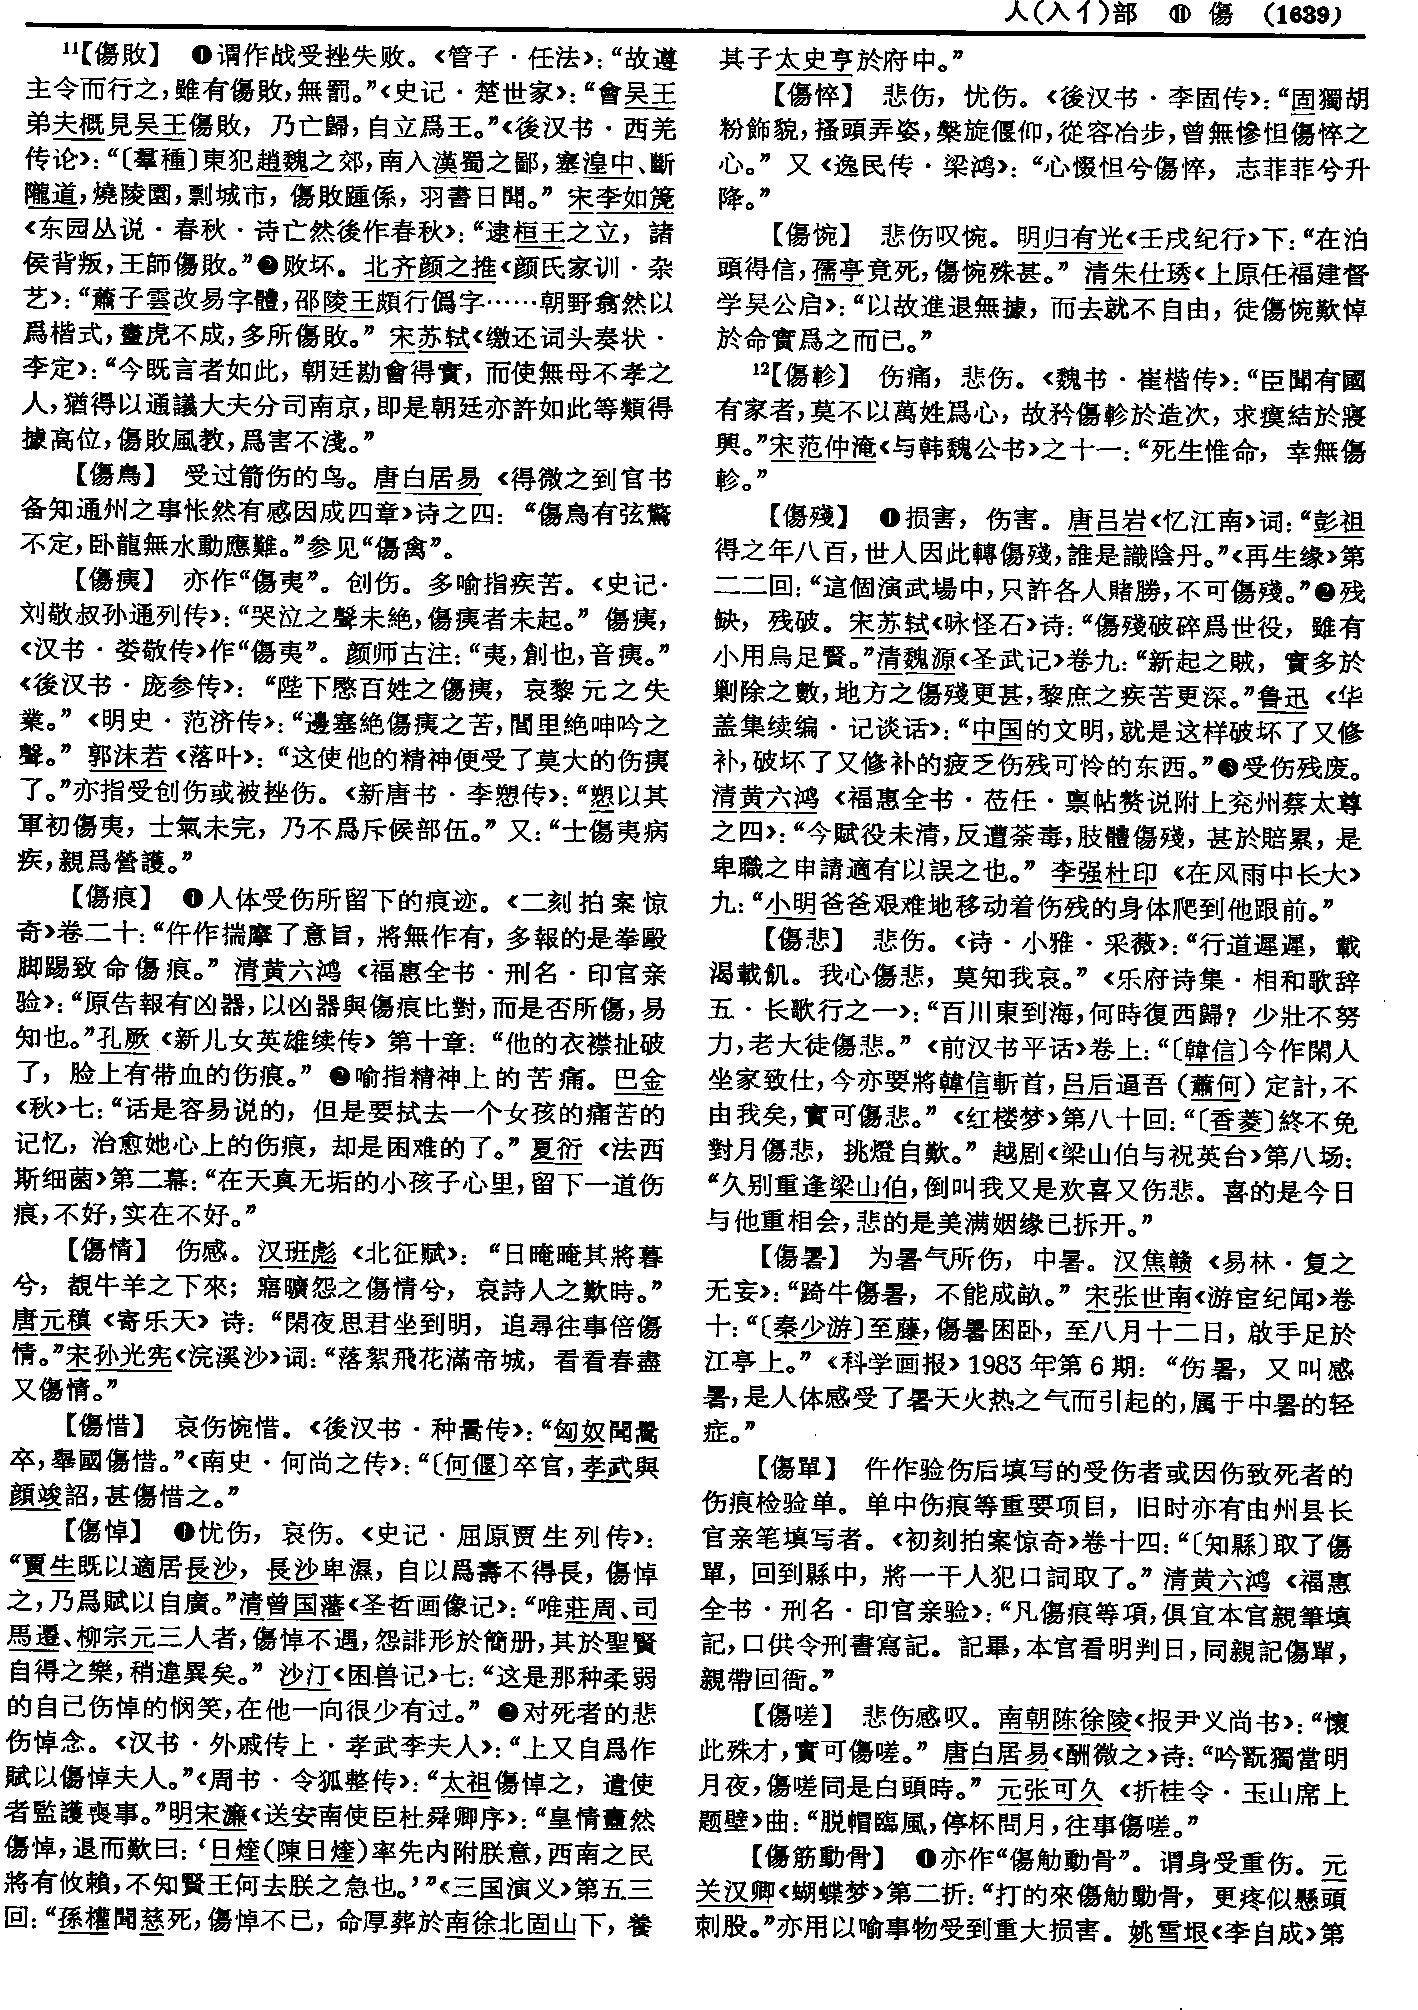 人(入亻)部 ⑪ 傷 (1639)
¹¹【傷敗】 ❶谓作战受挫失败。《管子·任法》：“故遵
主令而行之，雖有傷敗，無罰。”《史记·楚世家》：“會吴王
弟夫概見吴王傷敗，乃亡歸，自立爲王。”《後汉书·西羌
传论》：“〔羣種〕東犯趙魏之郊，南入漢蜀之鄙，塞湟中、斷
隴道，燒陵園，剽城市，傷敗踵係，羽書日聞。” 宋李如篪
《东园丛说·春秋·诗亡然後作春秋》：“逮桓王之立，諸
侯背叛，王師傷敗。”❷败坏。北齐颜之推《颜氏家训·杂
艺》：“蕭子雲改易字體，邵陵王頗行僞字……朝野翕然以
爲楷式，畫虎不成，多所傷敗。” 宋苏轼《缴还词头奏状·
李定》：“今既言者如此，朝廷勘會得實，而使無母不孝之
人，猶得以通議大夫分司南京，即是朝廷亦許如此等類得
據高位，傷敗風教，爲害不淺。”
【傷鳥】 受过箭伤的鸟。唐白居易《得微之到官书
备知通州之事怅然有感因成四章》诗之四：“傷鳥有弦驚
不定，卧龍無水動應難。”参见“傷禽”。
【傷痍】 亦作“傷夷”。创伤。多喻指疾苦。《史记·
刘敬叔孙通列传》：“哭泣之聲未絶，傷痍者未起。” 傷痍，
《汉书·娄敬传》作“傷夷”。颜师古注：“夷，創也，音痍。”
《後汉书·庞参传》：“陛下愍百姓之傷痍，哀黎元之失
業。”《明史·范济传》：“邊塞絶傷痍之苦，閭里絶呻吟之
聲。” 郭沫若《落叶》：“这使他的精神便受了莫大的伤痍
了。”亦指受创伤或被挫伤。《新唐书·李愬传》：“愬以其
軍初傷夷，士氣未完，乃不爲斥候部伍。” 又：“士傷夷病
疾，親爲營護。”
【傷痕】 ❶人体受伤所留下的痕迹。《二刻拍案惊
奇》卷二十：“仵作揣摩了意旨，將無作有，多報的是拳毆
脚踢致命傷痕。” 清黄六鸿《福惠全书·刑名·印官亲
验》：“原告報有凶器，以凶器與傷痕比對，而是否所傷，易
知也。”孔厥《新儿女英雄续传》第十章：“他的衣襟扯破
了，脸上有带血的伤痕。” ❷喻指精神上的苦痛。巴金
《秋》七：“话是容易说的，但是要拭去一个女孩的痛苦的
记忆，治愈她心上的伤痕，却是困难的了。” 夏衍《法西
斯细菌》第二幕：“在天真无垢的小孩子心里，留下一道伤
痕，不好，实在不好。”
【傷情】 伤感。汉班彪《北征赋》：“日晻晻其將暮
兮，覩牛羊之下來；寤曠怨之傷情兮，哀詩人之歎時。”
唐元稹《寄乐天》诗：“閑夜思君坐到明，追尋往事倍傷
情。”宋孙光宪《浣溪沙》词：“落絮飛花滿帝城，看看春盡
又傷情。”
【傷惜】 哀伤惋惜。《後汉书·种暠传》：“匈奴聞暠
卒，舉國傷惜。”《南史·何尚之传》：“〔何偃〕卒官，孝武與
顔竣詔，甚傷惜之。”
【傷悼】 ❶忧伤，哀伤。《史记·屈原贾生列传》：
“賈生既以適居長沙，長沙卑濕，自以爲壽不得長，傷悼
之，乃爲賦以自廣。”清曾国藩《圣哲画像记》：“唯莊周、司
馬遷、柳宗元三人者，傷悼不遇，怨誹形於簡册，其於聖賢
自得之樂，稍違異矣。” 沙汀《困兽记》七：“这是那种柔弱
的自己伤悼的悯笑，在他一向很少有过。” ❷对死者的悲
伤悼念。《汉书·外戚传上·孝武李夫人》：“上又自爲作
賦以傷悼夫人。”《周书·令狐整传》：“太祖傷悼之，遣使
者監護喪事。”明宋濂《送安南使臣杜舜卿序》：“皇情衋然
傷悼，退而歎曰：‘日煃（陳日煃）率先内附朕意，西南之民
將有攸賴，不知賢王何去朕之急也。’”《三国演义》第五三
回：“孫權聞慈死，傷悼不已，命厚葬於南徐北固山下，養
其子太史亨於府中。”
【傷悴】 悲伤，忧伤。《後汉书·李固传》：“固獨胡
粉飾貌，搔頭弄姿，槃旋偃仰，從容冶步，曾無慘怛傷悴之
心。” 又《逸民传·梁鸿》：“心惙怛兮傷悴，志菲菲兮升
降。”
【傷惋】 悲伤叹惋。明归有光《壬戌纪行》下：“在泊
頭得信，孺亭竟死，傷惋殊甚。” 清朱仕琇《上原任福建督
学吴公启》：“以故進退無據，而去就不自由，徒傷惋歎悼
於命實爲之而已。”
¹²【傷軫】 伤痛，悲伤。《魏书·崔楷传》：“臣聞有國
有家者，莫不以萬姓爲心，故矜傷軫於造次，求瘼結於寢
興。”宋范仲淹《与韩魏公书》之十一：“死生惟命，幸無傷
軫。”
【傷殘】 ❶损害，伤害。唐吕岩《忆江南》词：“彭祖
得之年八百，世人因此轉傷殘，誰是識陰丹。”《再生缘》第
二二回：“這個演武場中，只許各人賭勝，不可傷殘。”❷残
缺，残破。宋苏轼《咏怪石》诗：“傷殘破碎爲世役，雖有
小用烏足賢。”清魏源《圣武记》卷九：“新起之賊，實多於
剿除之數，地方之傷殘更甚，黎庶之疾苦更深。”鲁迅《华
盖集续编·记谈话》：“中国的文明，就是这样破坏了又修
补，破坏了又修补的疲乏伤残可怜的东西。”❸受伤残废。
清黄六鸿《福惠全书·莅任·禀帖赘说附上兖州蔡太尊
之四》：“今賦役未清，反遭荼毒，肢體傷殘，甚於賠累，是
卑職之申請適有以誤之也。” 李强杜印《在风雨中长大》
九：“小明爸爸艰难地移动着伤残的身体爬到他跟前。”
【傷悲】 悲伤。《诗·小雅·采薇》：“行道遲遲，載
渴載飢。我心傷悲，莫知我哀。”《乐府诗集·相和歌辞
五·长歌行之一》：“百川東到海，何時復西歸？少壯不努
力，老大徒傷悲。”《前汉书平话》卷上：“〔韓信〕今作閑人
坐家致仕，今亦要將韓信斬首，吕后逼吾（蕭何）定計，不
由我矣，實可傷悲。”《红楼梦》第八十回：“〔香菱〕終不免
對月傷悲，挑燈自歎。” 越剧《梁山伯与祝英台》第八场：
“久别重逢梁山伯，倒叫我又是欢喜又伤悲。喜的是今日
与他重相会，悲的是美满姻缘已拆开。”
【傷暑】 为暑气所伤，中暑。汉焦赣《易林·复之
无妄》：“踦牛傷暑，不能成畝。” 宋张世南《游宦纪闻》卷
十：“〔秦少游〕至藤，傷暑困卧，至八月十二日，啟手足於
江亭上。”《科学画报》1983年第6期：“伤暑，又叫感
暑，是人体感受了暑天火热之气而引起的，属于中暑的轻
症。”
【傷單】 仵作验伤后填写的受伤者或因伤致死者的
伤痕检验单。单中伤痕等重要项目，旧时亦有由州县长
官亲笔填写者。《初刻拍案惊奇》卷十四：“〔知縣〕取了傷
單，回到縣中，將一干人犯口詞取了。” 清黄六鸿《福惠
全书·刑名·印官亲验》：“凡傷痕等項，俱宜本官親筆填
記，口供令刑書寫記。記畢，本官看明判日，同親記傷單，
親帶回衙。”
【傷嗟】 悲伤感叹。南朝陈徐陵《报尹义尚书》：“懷
此殊才，實可傷嗟。” 唐白居易《酬微之》诗：“吟翫獨當明
月夜，傷嗟同是白頭時。” 元张可久《折桂令·玉山席上
题壁》曲：“脱帽臨風，停杯問月，往事傷嗟。”
【傷筋動骨】 ❶亦作“傷觔動骨”。谓身受重伤。元
关汉卿《蝴蝶梦》第二折：“打的來傷觔動骨，更疼似懸頭
刺股。”亦用以喻事物受到重大损害。姚雪垠《李自成》第